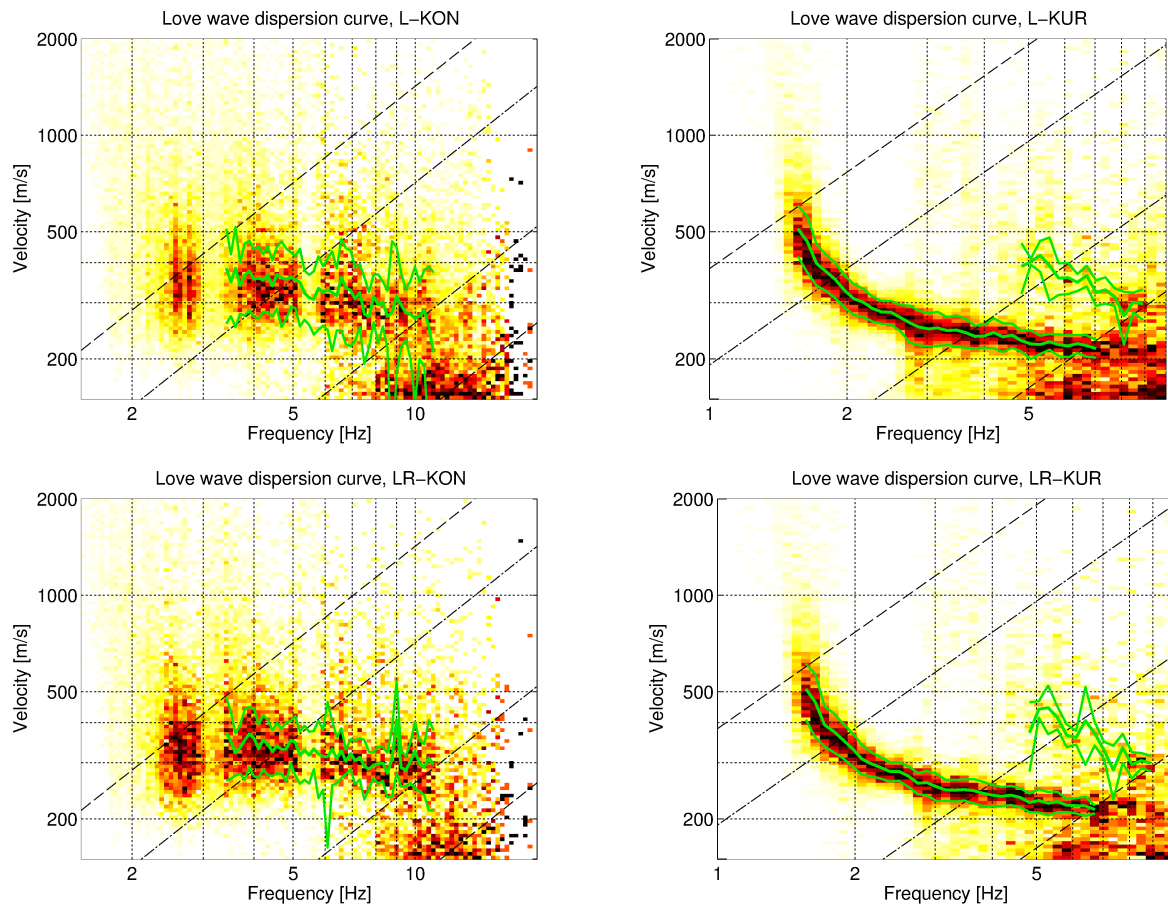 Love wave dispersion curve, L−KON
2000
1000
500
200
Velocity [m/s]
2
5
10
Frequency [Hz]
Love wave dispersion curve, L−KUR
2000
1000
500
200
Velocity [m/s]
1
2
5
Frequency [Hz]
Love wave dispersion curve, LR−KON
2000
1000
500
200
Velocity [m/s]
2
5
10
Frequency [Hz]
Love wave dispersion curve, LR−KUR
2000
1000
500
200
Velocity [m/s]
1
2
5
Frequency [Hz]